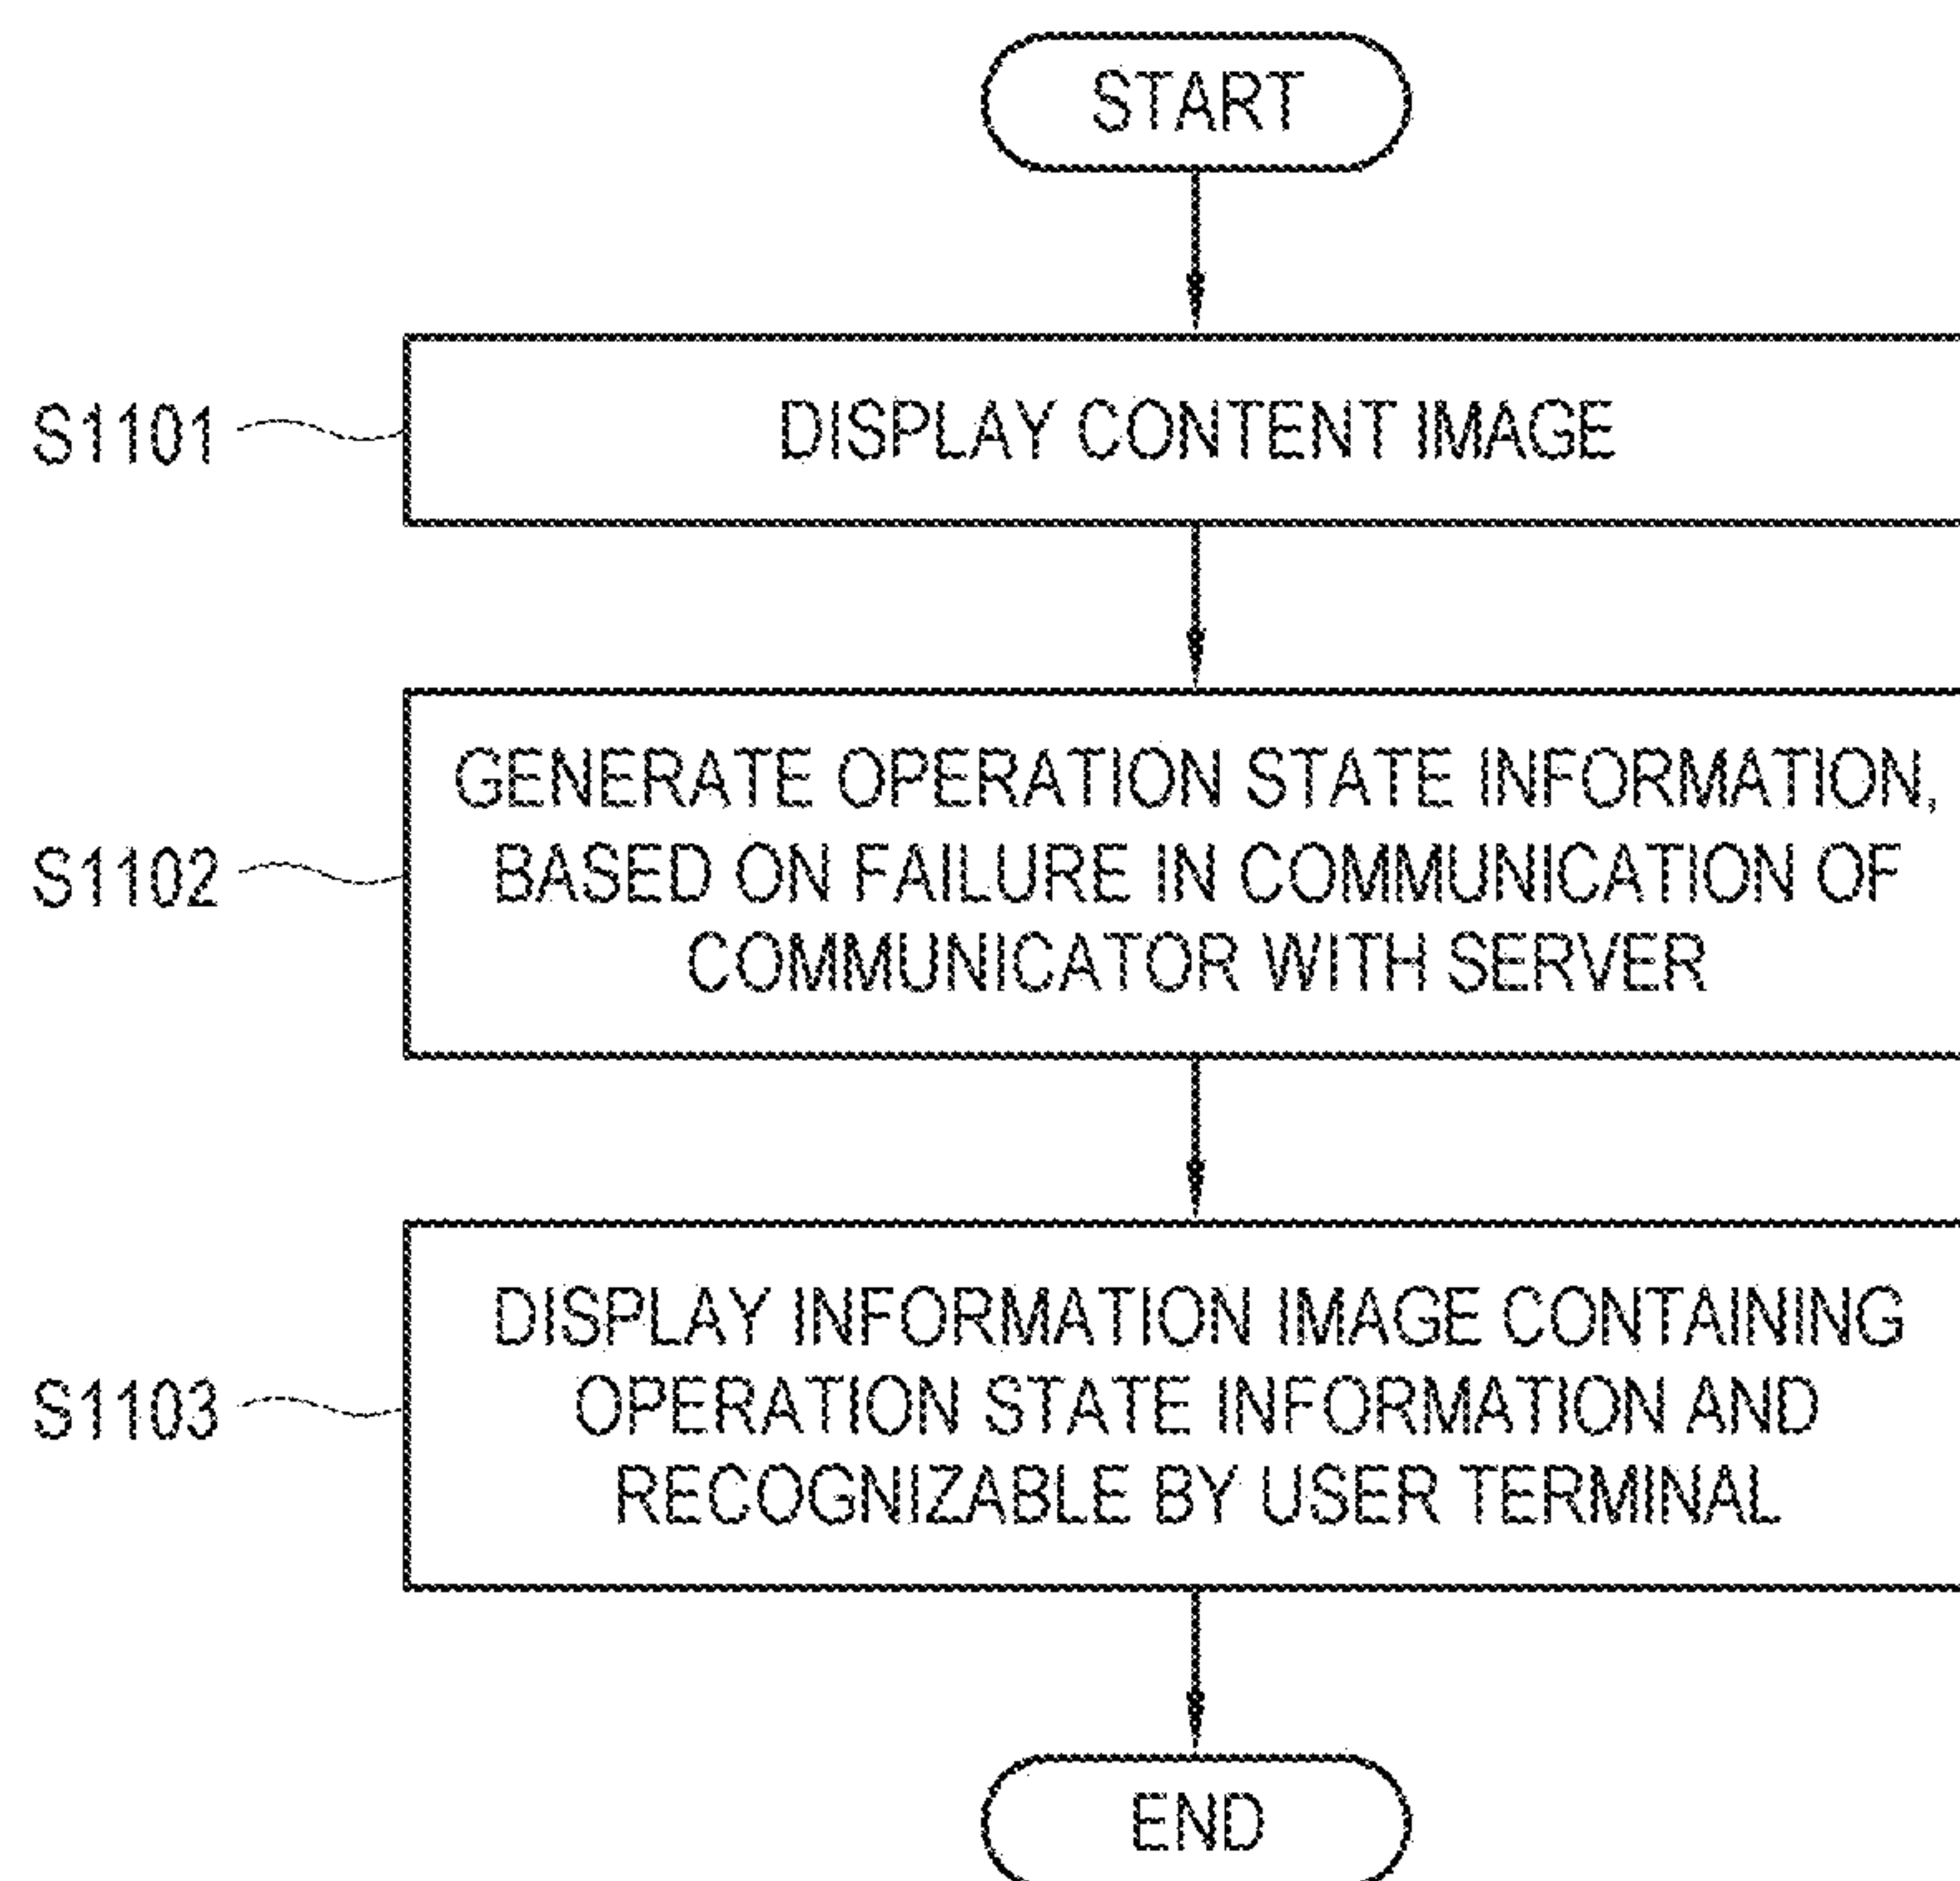 START
S1101
DISPLAY CONTENT IMAGE
S1102
GENERATE OPERATION STATE INFORMATION,
BASED ON FAILURE IN COMMUNICATION OF
COMMUNICATOR WITH SERVER
S1103
DISPLAY INFORMATION IMAGE CONTAINING
OPERATION STATE INFORMATION AND
RECOGNIZABLE BY USER TERMINAL
END